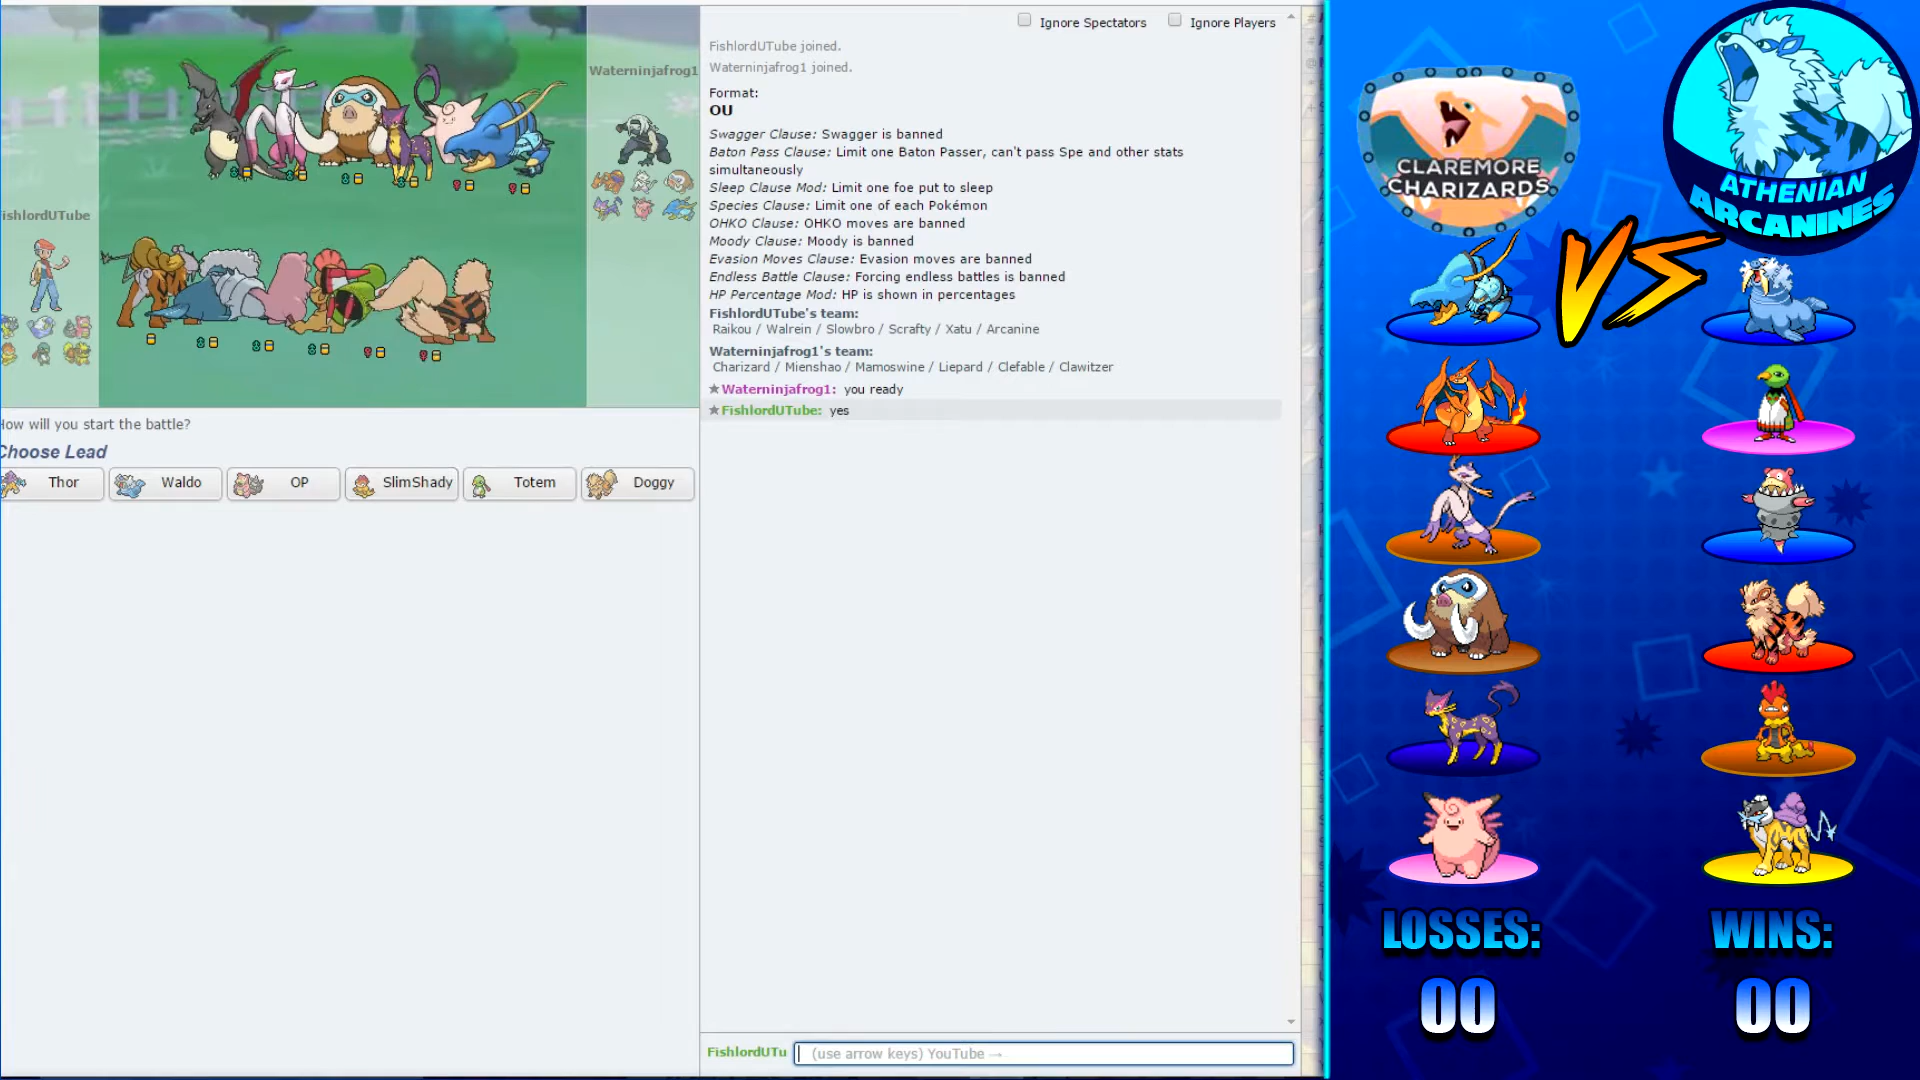 Waterninjafrog1
ishlordUTube
How will you start the battle?
Choose Lead
Thor
Waldo
OP
SlimShady
Totem
Doggy
Ignore Spectators
Ignore Players
FishlordUTube joined.
Waterninjafrog1 joined.
Format:
OU
Swagger Clause: Swagger is banned
Baton Pass Clause: Limit one Baton Passer, can't pass Spe and other stats
simultaneously
Sleep Clause Mod: Limit one foe put to sleep
Species Clause: Limit one of each Pokémon
OHKO Clause: OHKO moves are banned
Moody Clause: Moody is banned
Evasion Moves Clause: Evasion moves are banned
Endless Battle Clause: Forcing endless battles is banned
HP Percentage Mod: HP is shown in percentages
FishlordUTube's team:
Raikou / Walrein / Slowbro / Scrafty / Xatu / Arcanine
Waterninjafrog1's team:
Charizard / Mienshao / Mamoswine / Liepard / Clefable / Clawitzer
★Waterninjafrog1: you ready
★FishlordUTube: yes
FishlordUTu
(use arrow keys) YouTube →
CLAREMORE
CHARIZARDS
ATHENIAN
ARCANINES
VS
LOSSES:
00
WINS:
00